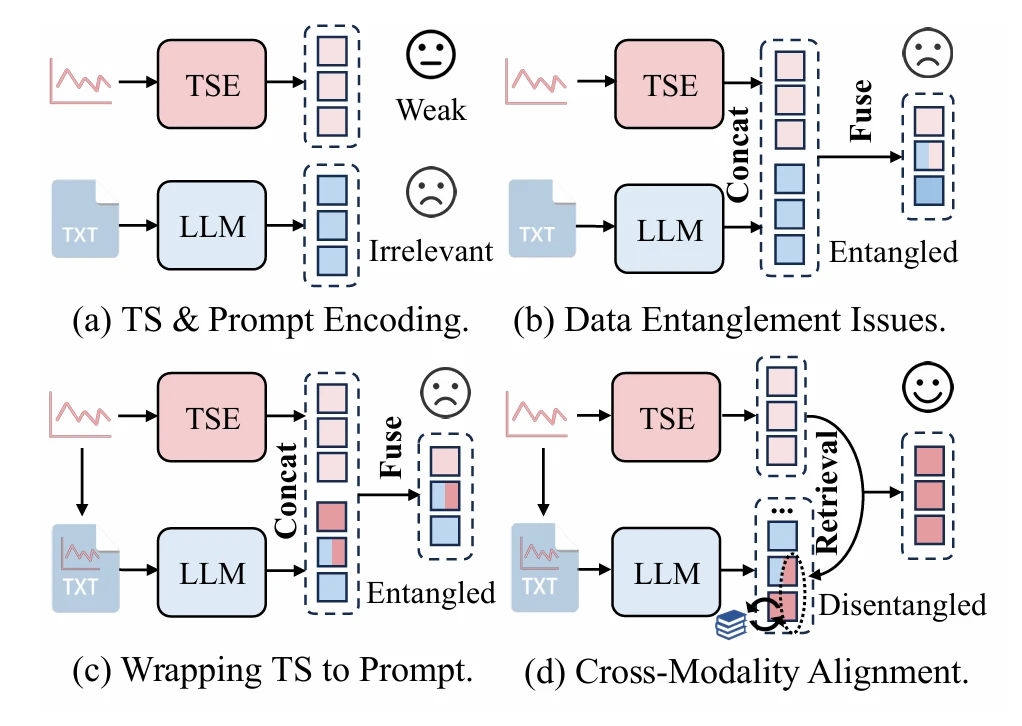 TSE
Weak
TXT
LLM
Irrelevant
(a) TS & Prompt Encoding.
TSE
Concat
Fuse
TXT
LLM
Entangled
(b) Data Entanglement Issues.
TSE
Concat
Fuse
TXT
LLM
Entangled
(c) Wrapping TS to Prompt.
TSE
Retrieval
...
TXT
LLM
Disentangled
(d) Cross-Modality Alignment.